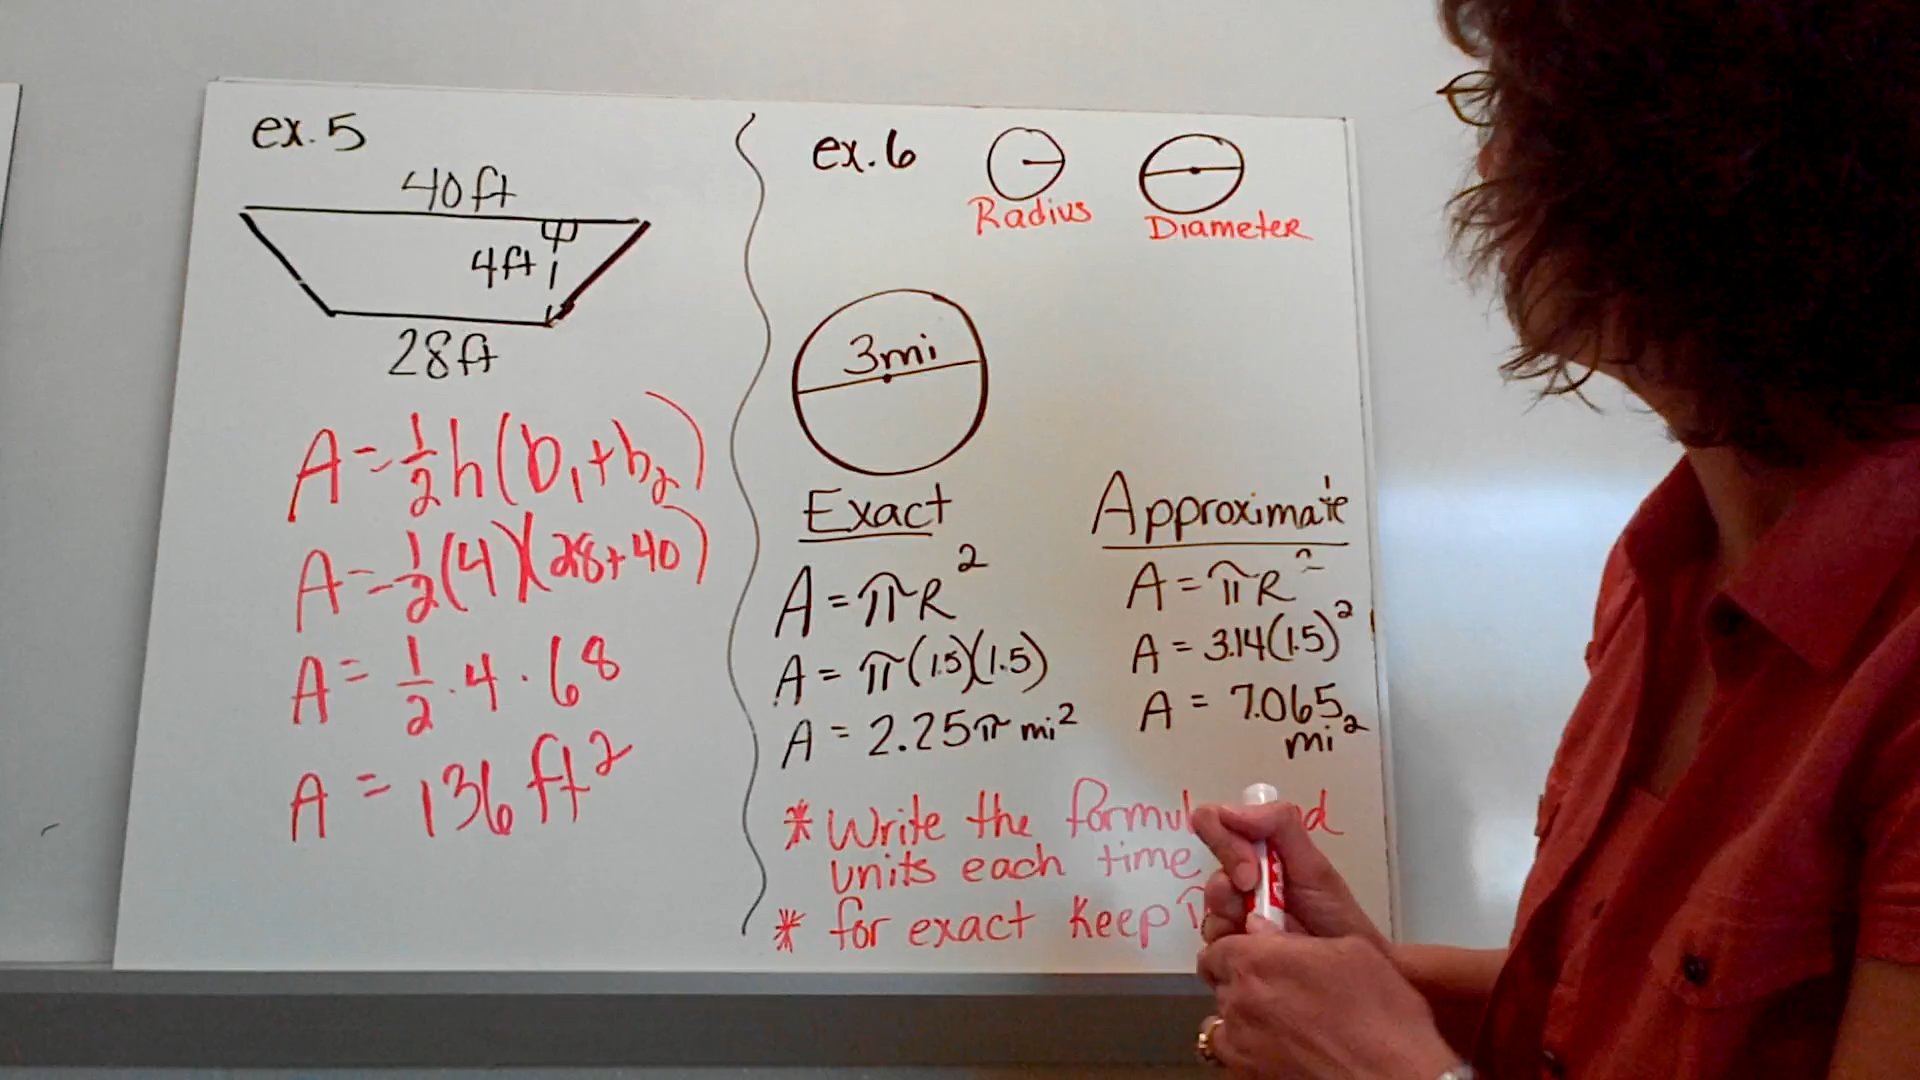 ex. 5
40ft
4ft
28ft
A = 1/2 h(b₁+b₂)
A = 1/2(4)(28+40)
A = 1/2 · 4 · 68
A = 136 ft²
ex. 6
Radius
Diameter
3mi
Exact
A = πR²
A = π(1.5)(1.5)
A = 2.25π mi²
Approximate
A = πR²
A = 3.14(1.5)²
A = 7.065
mi²
* Write the
units each time
* for exact keep π